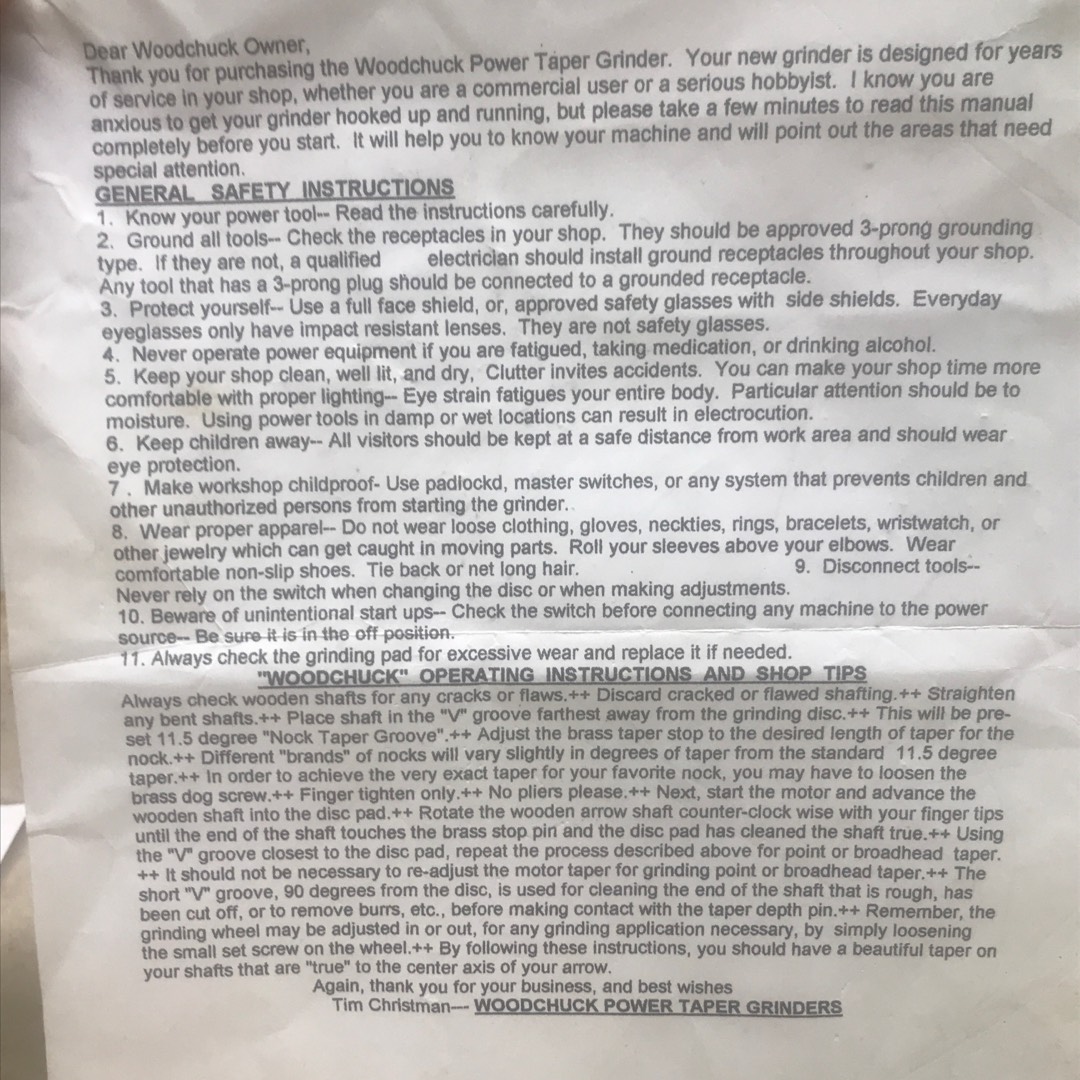 Dear Woodchuck Owner,
Thank you for purchasing the Woodchuck Power Taper Grinder. Your new grinder is designed for years
of service in your shop, whether you are a commercial user or a serious hobbyist. I know you are
anxious to get your grinder hooked up and running, but please take a few minutes to read this manual
completely before you start. It will help you to know your machine and will point out the areas that need
special attention.
GENERAL SAFETY INSTRUCTIONS
1. Know your power tool-- Read the instructions carefully.
2. Ground all tools-- Check the receptacles in your shop. They should be approved 3-prong grounding
type. If they are not, a qualified electrician should install ground receptacles throughout your shop.
Any tool that has a 3-prong plug should be connected to a grounded receptacle.
3. Protect yourself-- Use a full face shield, or, approved safety glasses with side shields. Everyday
eyeglasses only have impact resistant lenses. They are not safety glasses.
4. Never operate power equipment if you are fatigued, taking medication, or drinking alcohol.
5. Keep your shop clean, well lit, and dry, Clutter invites accidents. You can make your shop time more
comfortable with proper lighting-- Eye strain fatigues your entire body. Particular attention should be to
moisture. Using power tools in damp or wet locations can result in electrocution.
6. Keep children away-- All visitors should be kept at a safe distance from work area and should wear
eye protection.
7 . Make workshop childproof- Use padlockd, master switches, or any system that prevents children and
other unauthorized persons from starting the grinder..
8. Wear proper apparel-- Do not wear loose clothing, gloves, neckties, rings, bracelets, wristwatch, or
other jewelry which can get caught in moving parts. Roll your sleeves above your elbows. Wear
comfortable non-slip shoes. Tie back or net long hair. 9. Disconnect tools--
Never rely on the switch when changing the disc or when making adjustments.
10. Beware of unintentional start ups-- Check the switch before connecting any machine to the power
source-- Be sure it is in the off position.
11. Always check the grinding pad for excessive wear and replace it if needed.
"WOODCHUCK" OPERATING INSTRUCTIONS AND SHOP TIPS
Always check wooden shafts for any cracks or flaws.++ Discard cracked or flawed shafting.++ Straighten
any bent shafts.++ Place shaft in the "V" groove farthest away from the grinding disc.++ This will be pre-
set 11.5 degree "Nock Taper Groove".++ Adjust the brass taper stop to the desired length of taper for the
nock.++ Different "brands" of nocks will vary slightly in degrees of taper from the standard 11.5 degree
taper.++ In order to achieve the very exact taper for your favorite nock, you may have to loosen the
brass dog screw.++ Finger tighten only.++ No pliers please.++ Next, start the motor and advance the
wooden shaft into the disc pad.++ Rotate the wooden arrow shaft counter-clock wise with your finger tips
until the end of the shaft touches the brass stop pin and the disc pad has cleaned the shaft true.++ Using
the "V" groove closest to the disc pad, repeat the process described above for point or broadhead taper.
++ It should not be necessary to re-adjust the motor taper for grinding point or broadhead taper.++ The
short "V" groove, 90 degrees from the disc, is used for cleaning the end of the shaft that is rough, has
been cut off, or to remove burrs, etc., before making contact with the taper depth pin.++ Remember, the
grinding wheel may be adjusted in or out, for any grinding application necessary, by simply loosening
the small set screw on the wheel.++ By following these instructions, you should have a beautiful taper on
your shafts that are "true" to the center axis of your arrow.
Again, thank you for your business, and best wishes
Tim Christman--- WOODCHUCK POWER TAPER GRINDERS